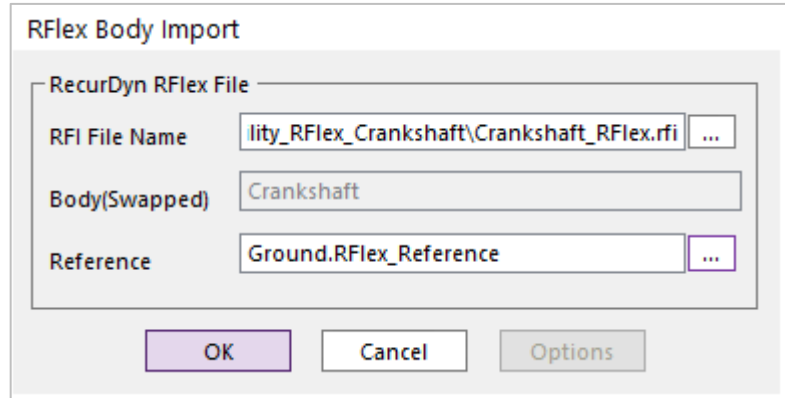 RFlex Body Import
RecurDyn RFlex File
RFI File Name lity_RFlex_Crankshaft\Crankshaft_RFlex.rfi ...
Body(Swapped) Crankshaft
Reference Ground.RFlex_Reference ...
OK Cancel Options